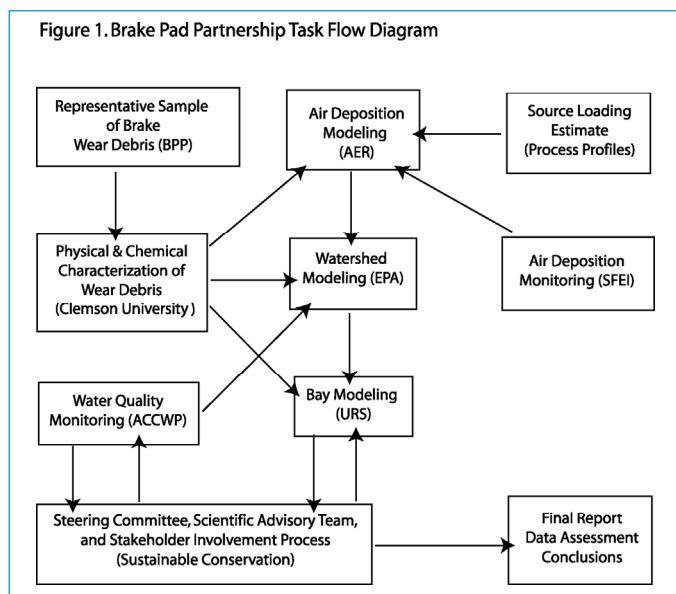 Figure 1. Brake Pad Partnership Task Flow Diagram
Representative Sample
of Brake
Wear Debris (BPP)
Air Deposition
Modeling
(AER)
Source Loading
Estimate
(Process Profiles)
Physical & Chemical
Characterization of
Wear Debris
(Clemson University)
Watershed
Modeling (EPA)
Air Deposition
Monitoring (SFEI)
Water Quality
Monitoring (ACCWP)
Bay Modeling
(URS)
Steering Committee, Scientific Advisory Team,
and Stakeholder Involvement Process
(Sustainable Conservation)
Final Report
Data Assessment
Conclusions